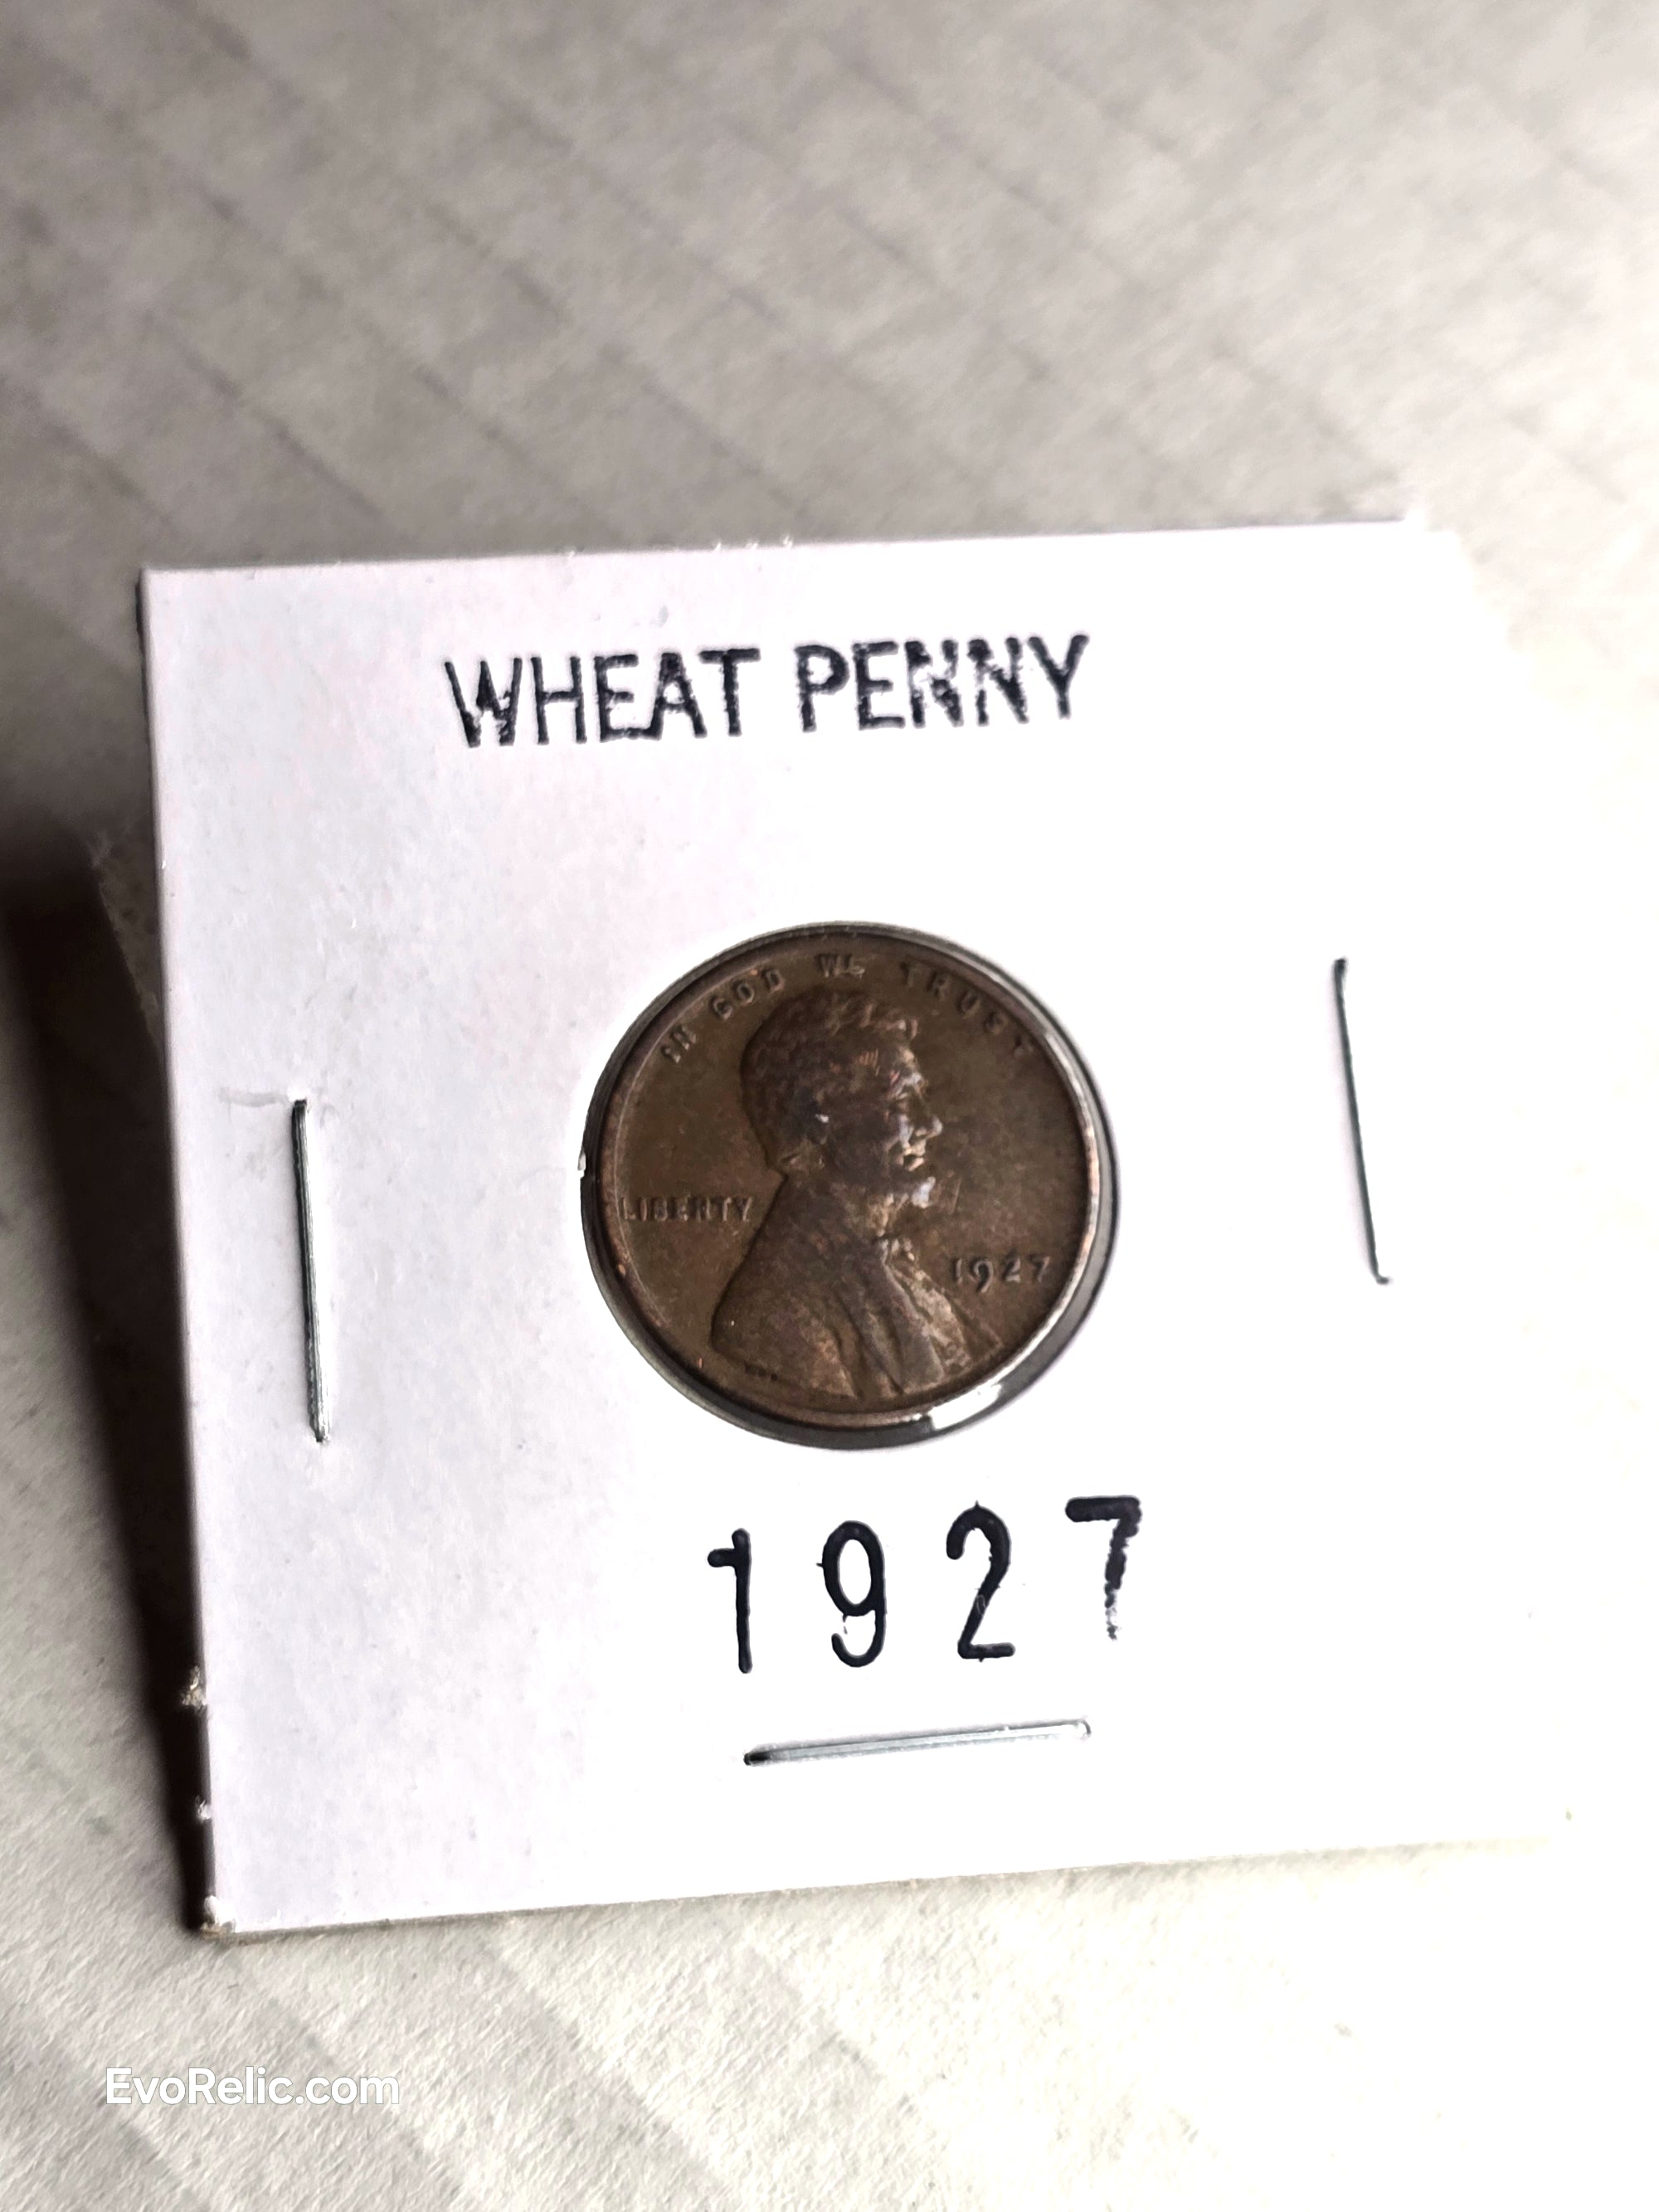 WHEAT PENNY
IN GOD WE TRUST
LIBERTY
1927
1927
EvoRelic.com